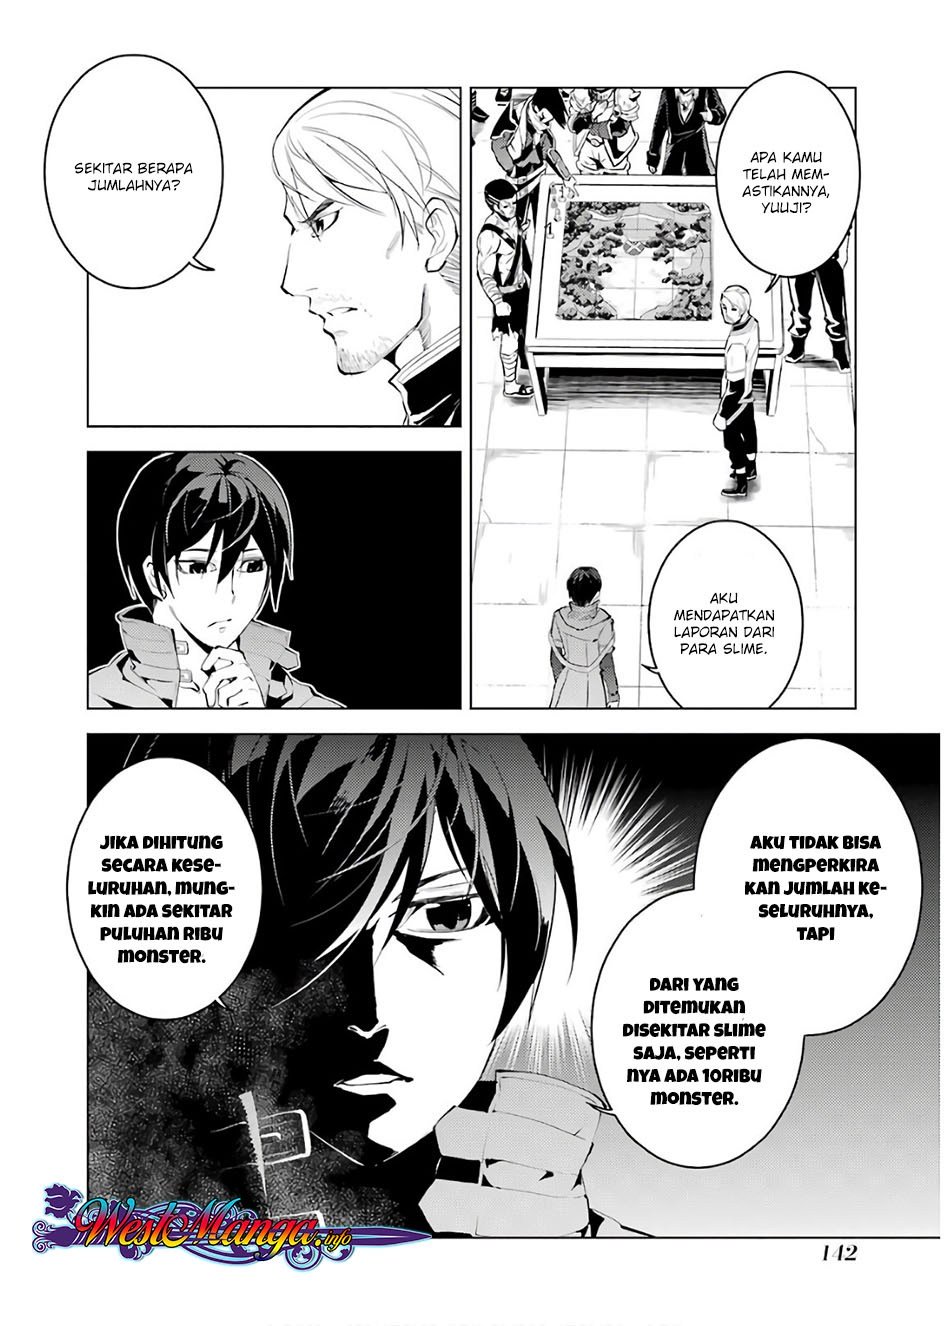 APA KAMU
TELAH MEM-
ASTIKANNYA,
YUUJI?
AKU
MENDAPATKAN
LAPORAN DARI
PARA SLIME.
SEKITAR BERAPA
JUMLAHNYA?
AKU TIDAK BISA
MENGPERKIRA
KAN JUMLAH KE-
SELURUHNYA,
TAPI
DARI YANG
DITEMUKAN
DISEKITAR SLIME
SAJA, SEPERTI
NYA ADA 10RIBU
MONSTER.
JIKA DIHITUNG
SECARA KESE-
LURUHAN, MUNG-
KIN ADA SEKITAR
PULUHAN RIBU
MONSTER.
WestManga.info
142